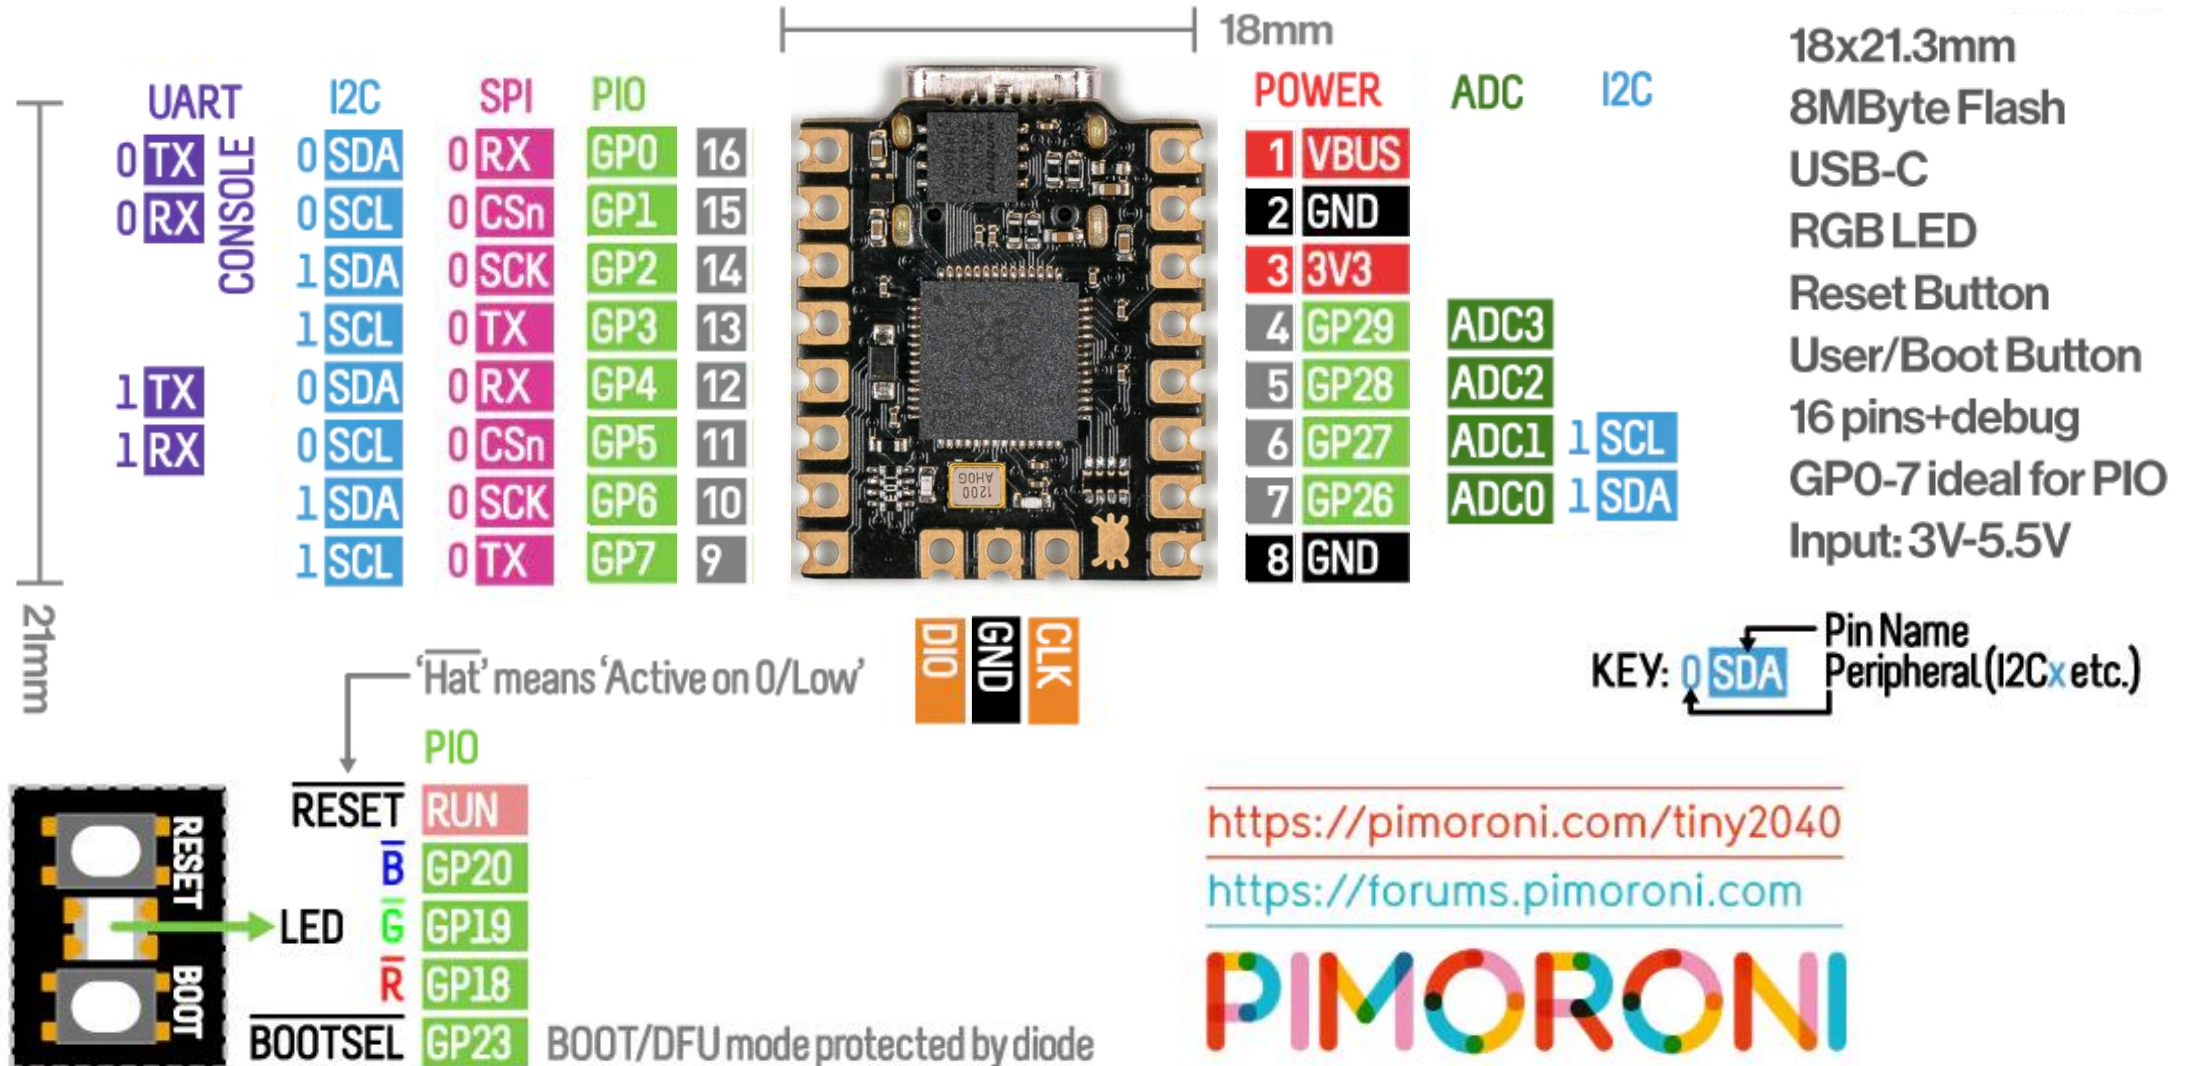 18mm
18x21.3mm
8MByte Flash
USB-C
RGB LED
Reset Button
User/Boot Button
16 pins+debug
GP0-7 ideal for PIO
Input: 3V-5.5V
UART I2C SPI PIO
POWER ADC I2C
CONSOLE
0 TX 0 SDA 0 RX GP0 16
0 RX 0 SCL 0 CSn GP1 15
1 SDA 0 SCK GP2 14
1 SCL 0 TX GP3 13
1 TX 0 SDA 0 RX GP4 12
1 RX 0 SCL 0 CSn GP5 11
1 SDA 0 SCK GP6 10
1 SCL 0 TX GP7 9
1 VBUS
2 GND
3 3V3
4 GP29 ADC3
5 GP28 ADC2
6 GP27 ADC1 1 SCL
7 GP26 ADC0 1 SDA
8 GND
1200
AH0G
21mm
DIO GND CLK
'Hat' means 'Active on 0/Low'
Pin Name
KEY: 0 SDA Peripheral (I2Cx etc.)
PIO
RESET RUN
B GP20
LED G GP19
R GP18
BOOTSEL GP23 BOOT/DFU mode protected by diode
RESET
BOOT
https://pimoroni.com/tiny2040
https://forums.pimoroni.com
PIMORONI